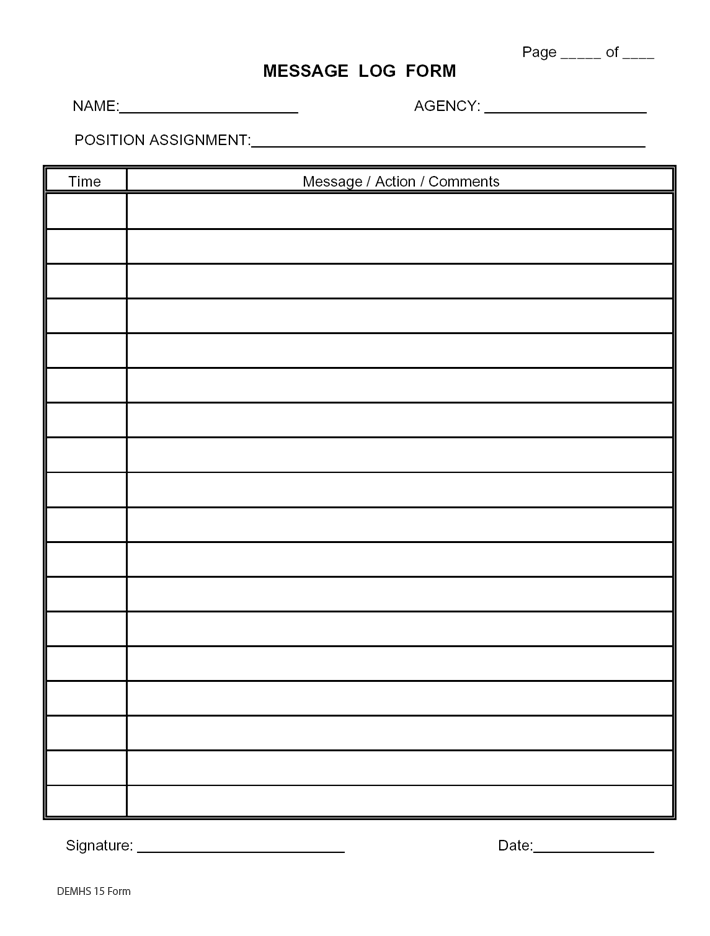 Page _____ of ____
MESSAGE LOG FORM
NAME:______________________ AGENCY: ____________________
POSITION ASSIGNMENT:________________________________________________
Time Message / Action / Comments
Signature: _________________________ Date:_______________
DEMHS 15 Form